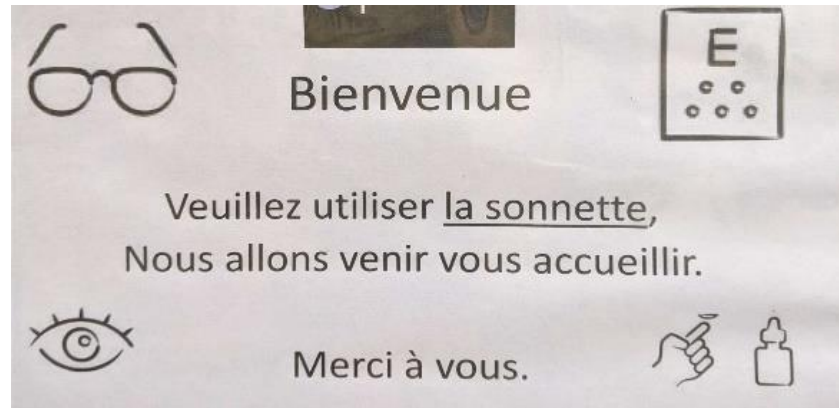 E
Bienvenue
Veuillez utiliser la sonnette,
Nous allons venir vous accueillir.
Merci à vous.